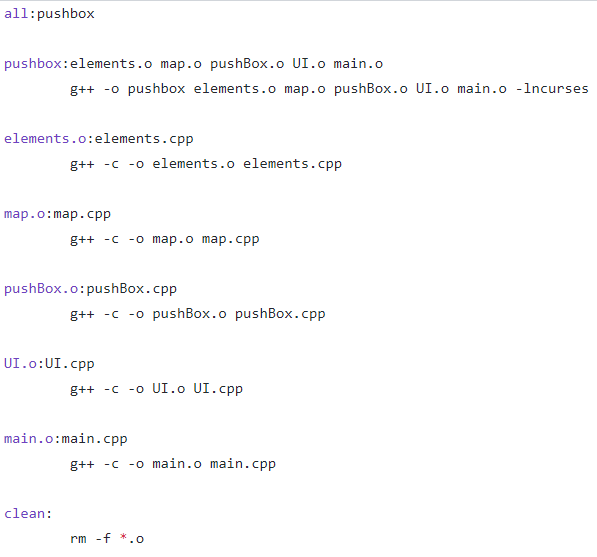 all:pushbox
pushbox:elements.o map.o pushBox.o UI.o main.o
g++ -o pushbox elements.o map.o pushBox.o UI.o main.o -lncurses
elements.o:elements.cpp
g++ -c -o elements.o elements.cpp
map.o:map.cpp
g++ -c -o map.o map.cpp
pushBox.o:pushBox.cpp
g++ -c -o pushBox.o pushBox.cpp
UI.o:UI.cpp
g++ -c -o UI.o UI.cpp
main.o:main.cpp
g++ -c -o main.o main.cpp
clean:
rm -f *.o